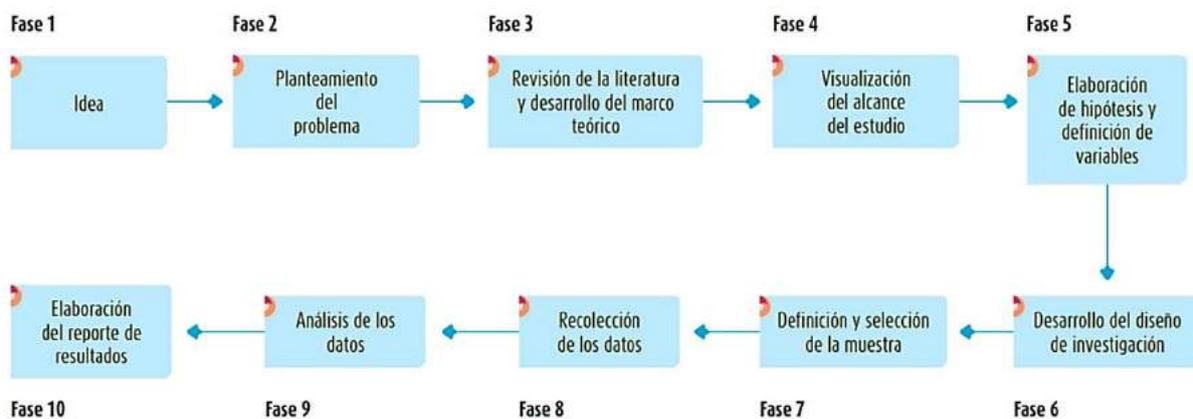 Fase 1
Idea
Fase 2
Planteamiento
del
problema
Fase 3
Revisión de la literatura
y desarrollo del marco
teórico
Fase 4
Visualización
del alcance
del estudio
Fase 5
Elaboración
de hipótesis y
definición de
variables
Desarrollo del diseño
de investigación
Fase 6
Definición y selección
de la muestra
Fase 7
Recolección
de los datos
Fase 8
Análisis de los
datos
Fase 9
Elaboración
del reporte de
resultados
Fase 10